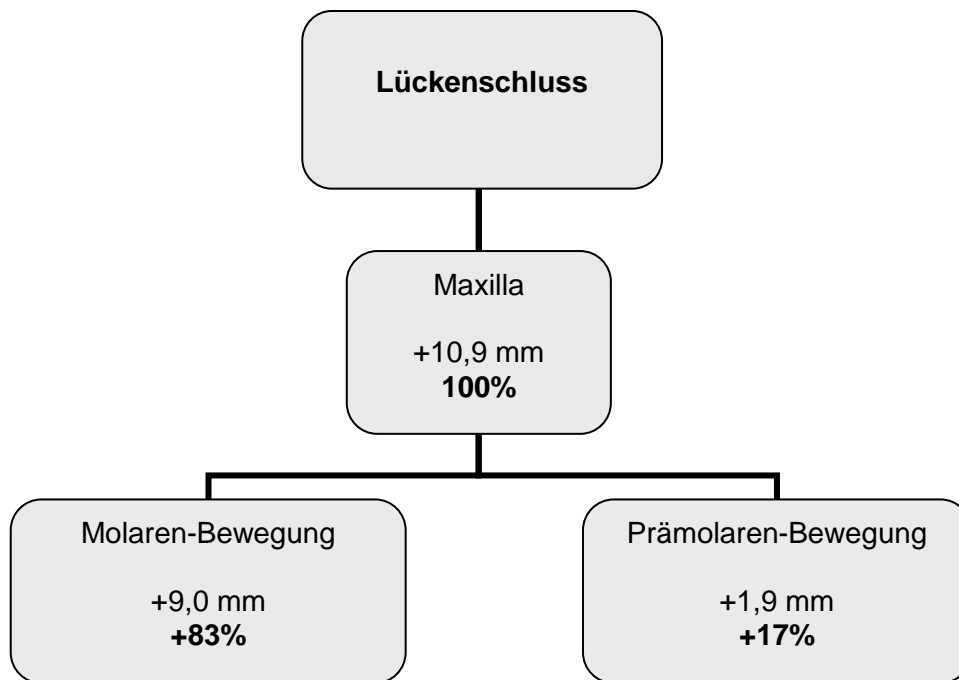 Lückenschluss
Maxilla
+10,9 mm
100%
Molaren-Bewegung
+9,0 mm
+83%
Prämolaren-Bewegung
+1,9 mm
+17%